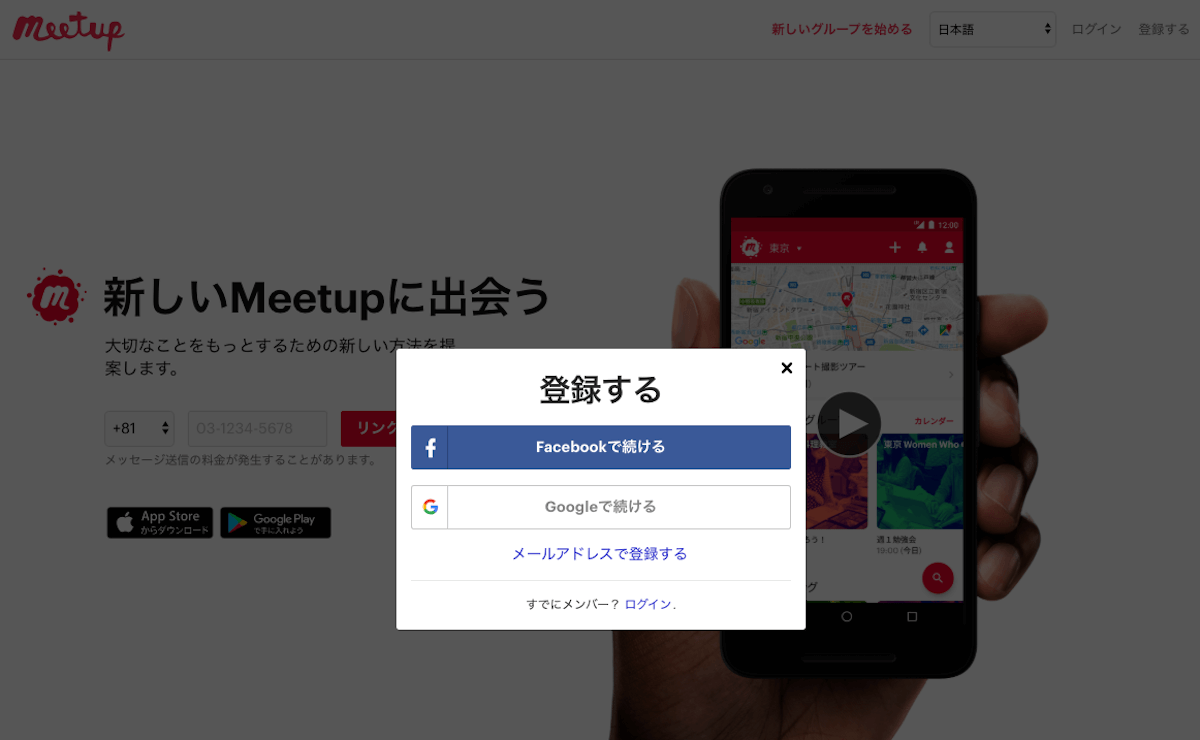 meetup
新しいグループを始める
日本語
ログイン
登録する
新しいMeetupに出会う
大切なことをもっとするための新しい方法を提
案します。
+81
03-1234-5678
リンク
メッセージ送信の料金が発生することがあります。
App Store
からダウンロード
Google Play
で手に入れよう
登録する
Facebookで続ける
Googleで続ける
メールアドレスで登録する
すでにメンバー？ ログイン.
12:00
東京
Google
ート撮影ツアー
カレンダー
東京 Women Who
週１勉強会
19:00 (今日)